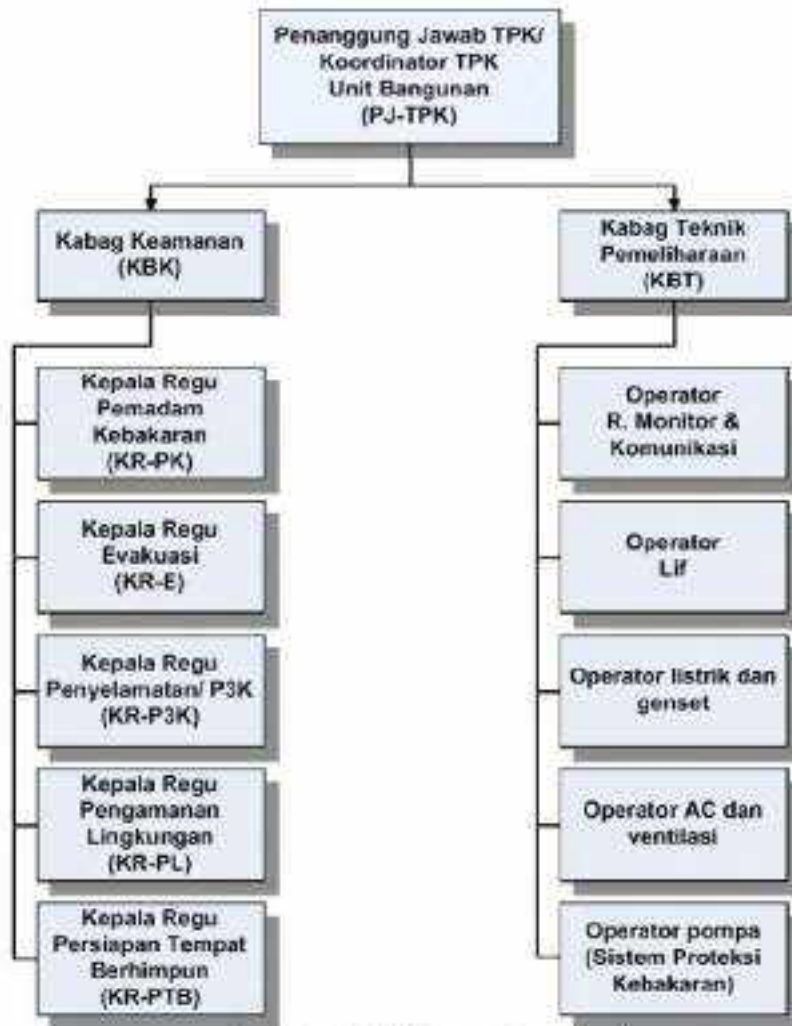 Penanggung Jawab TPK/
Koordinator TPK
Unit Bangunan
(PJ-TPK)
Kabag Keamanan
(KBK)
Kabag Teknik
Pemeliharaan
(KBT)
Kepala Regu
Pemadam
Kebakaran
(KR-PK)
Kepala Regu
Evakuasi
(KR-E)
Kepala Regu
Penyelamatan/ P3K
(KR-P3K)
Kepala Regu
Pengamanan
Lingkungan
(KR-PL)
Kepala Regu
Persiapan Tempat
Berhimpun
(KR-PTB)
Operator
R. Monitor &
Komunikasi
Operator
Lif
Operator listrik dan
genset
Operator AC dan
ventilasi
Operator pompa
(Sistem Proteksi
Kebakaran)